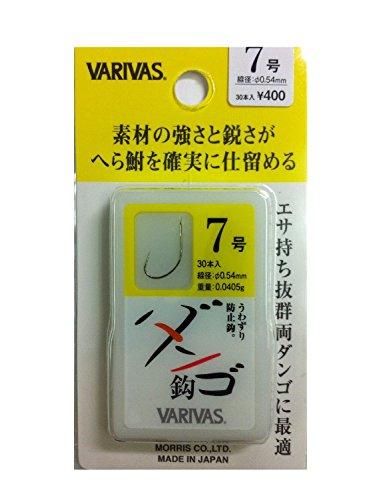 VARIVAS®
7号
線径:φ0.54mm
30本入 ¥400
素材の強さと鋭さが
へら鮒を確実に仕留める
エサ持ち抜群両ダンゴに最適
7号
30本入
線径:φ0.54mm
重量:0.0405g
うわずり
防止鈎。
ダンゴ
鈎
VARIVAS
MORRIS CO.,LTD.
MADE IN JAPAN